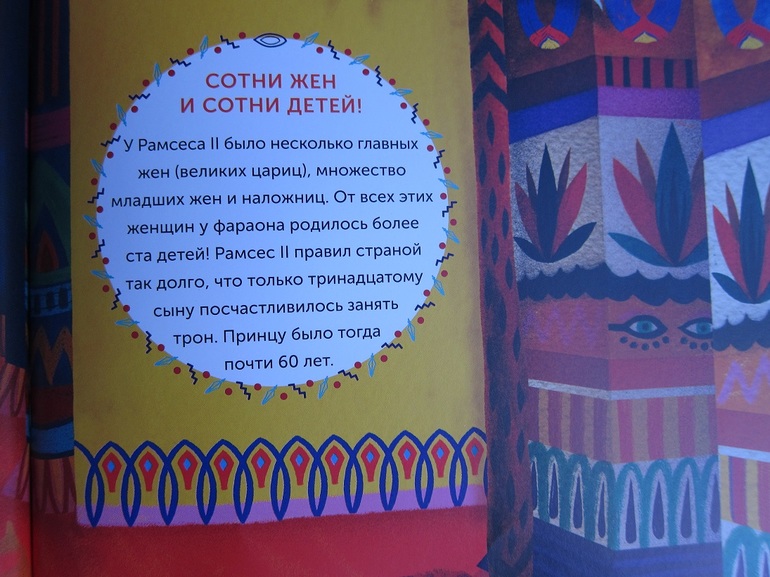 СОТНИ ЖЕН
И СОТНИ ДЕТЕЙ!
У Рамсеса II было несколько главных
жен (великих цариц), множество
младших жен и наложниц. От всех этих
женщин у фараона родилось более
ста детей! Рамсес II правил страной
так долго, что только тринадцатому
сыну посчастливилось занять
трон. Принцу было тогда
почти 60 лет.